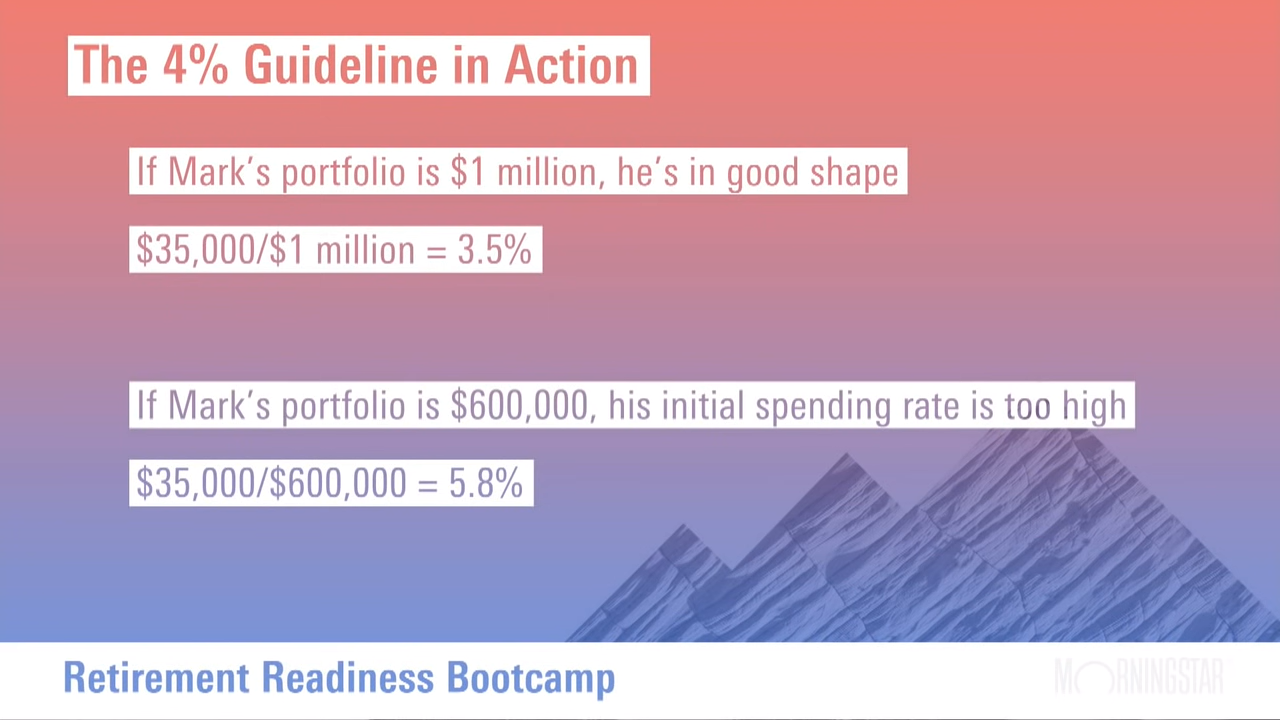 The 4% Guideline in Action
If Mark's portfolio is $1 million, he's in good shape
$35,000/$1 million = 3.5%
If Mark's portfolio is $600,000, his initial spending rate is too high
$35,000/$600,000 = 5.8%
Retirement Readiness Bootcamp
MORNINGSTAR